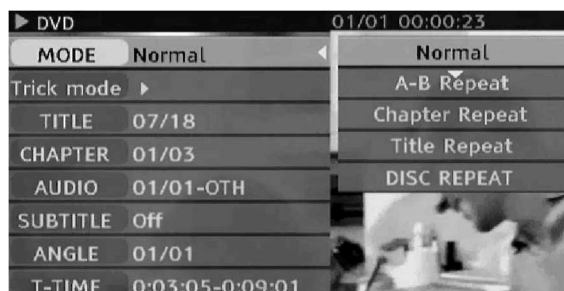 DVD 01/01 00:00:23
MODE Normal
Trick mode
TITLE 07/18
CHAPTER 01/03
AUDIO 01/01-OTH
SUBTITLE Off
ANGLE 01/01
T-TIME 0:03:05-0:09:01
Normal
A-B Repeat
Chapter Repeat
Title Repeat
DISC REPEAT